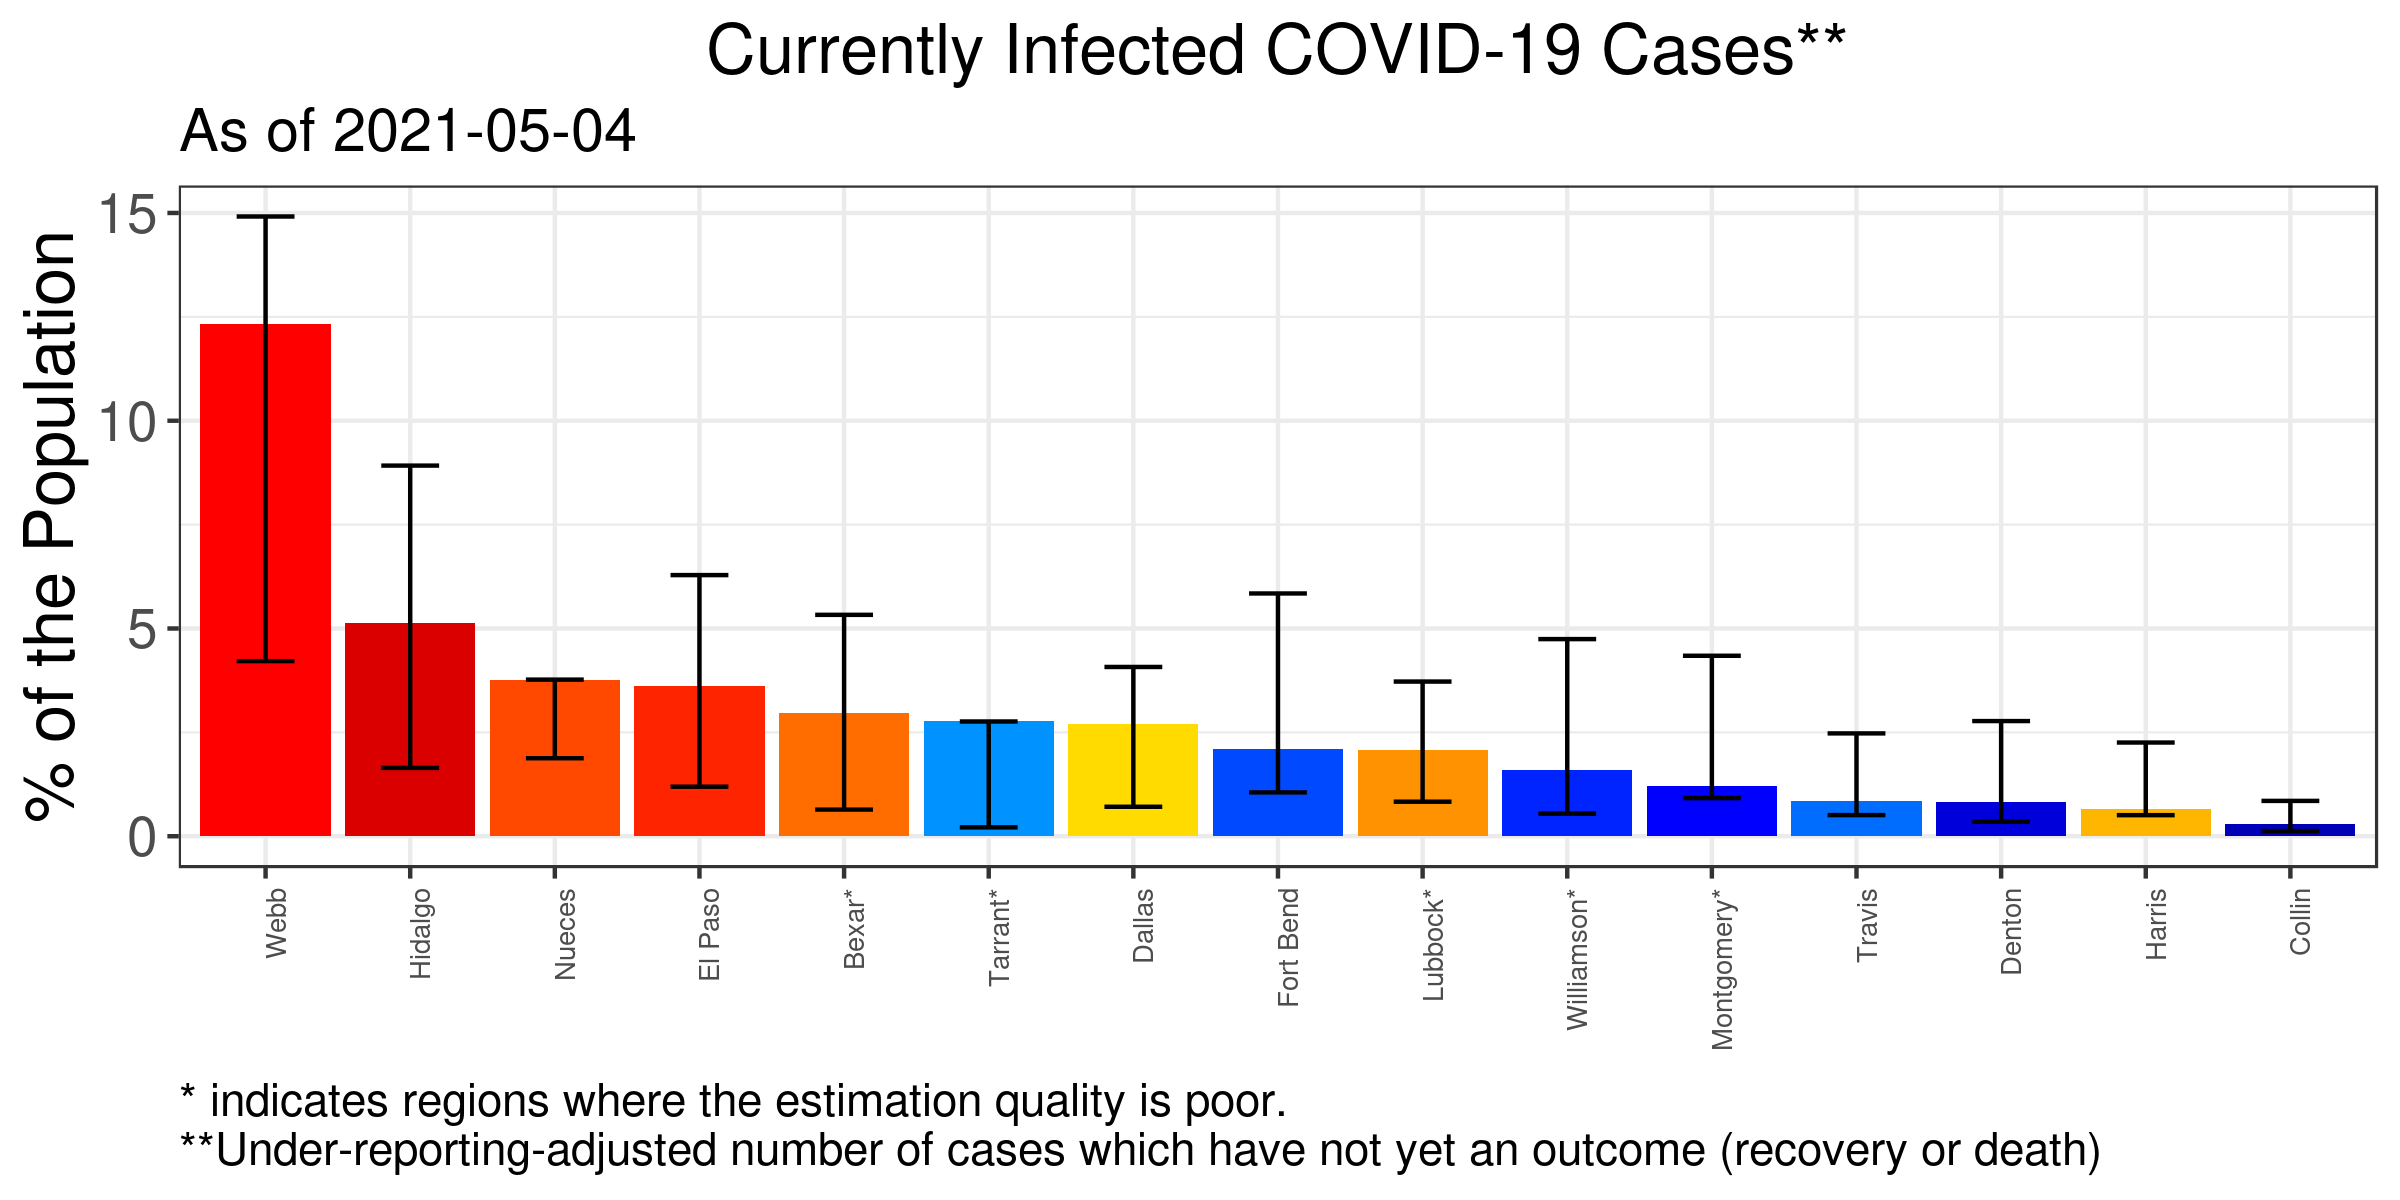 Currently Infected COVID-19 Cases**
As of 2021-05-04
% of the Population
15
10
5
0
Webb
Hidalgo
Nueces
El Paso
Bexar*
Tarrant*
Dallas
Fort Bend
Lubbock*
Williamson*
Montgomery*
Travis
Denton
Harris
Collin
* indicates regions where the estimation quality is poor.
**Under-reporting-adjusted number of cases which have not yet an outcome (recovery or death)